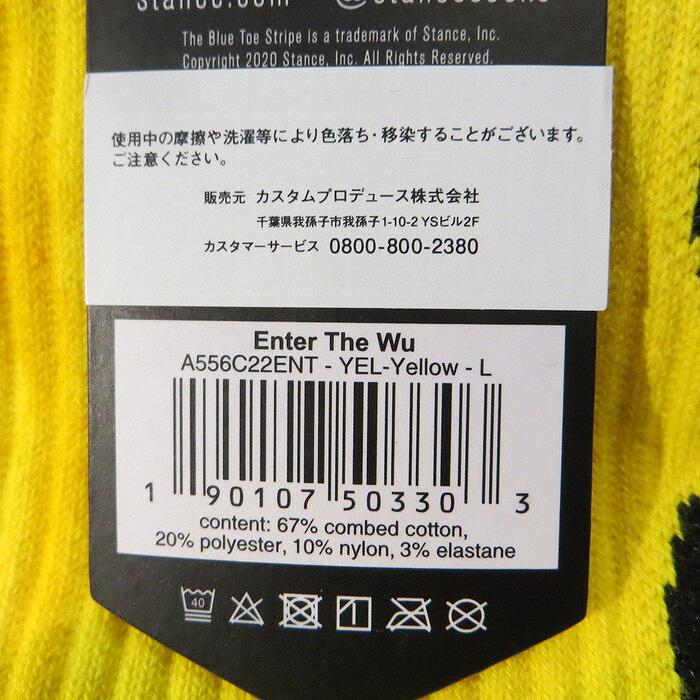 stance.com @stancesocks
The Blue Toe Stripe is a trademark of Stance, Inc.
Copyright 2020 Stance, Inc. All Rights Reserved.
使用中の摩擦や洗濯等により色落ち・移染することがございます。
ご注意ください。
販売元 カスタムプロデュース株式会社
千葉県我孫子市我孫子1-10-2 YSビル2F
カスタマーサービス 0800-800-2380
Enter The Wu
A556C22ENT - YEL-Yellow - L
1 90107 50330 3
content: 67% combed cotton,
20% polyester, 10% nylon, 3% elastane
40